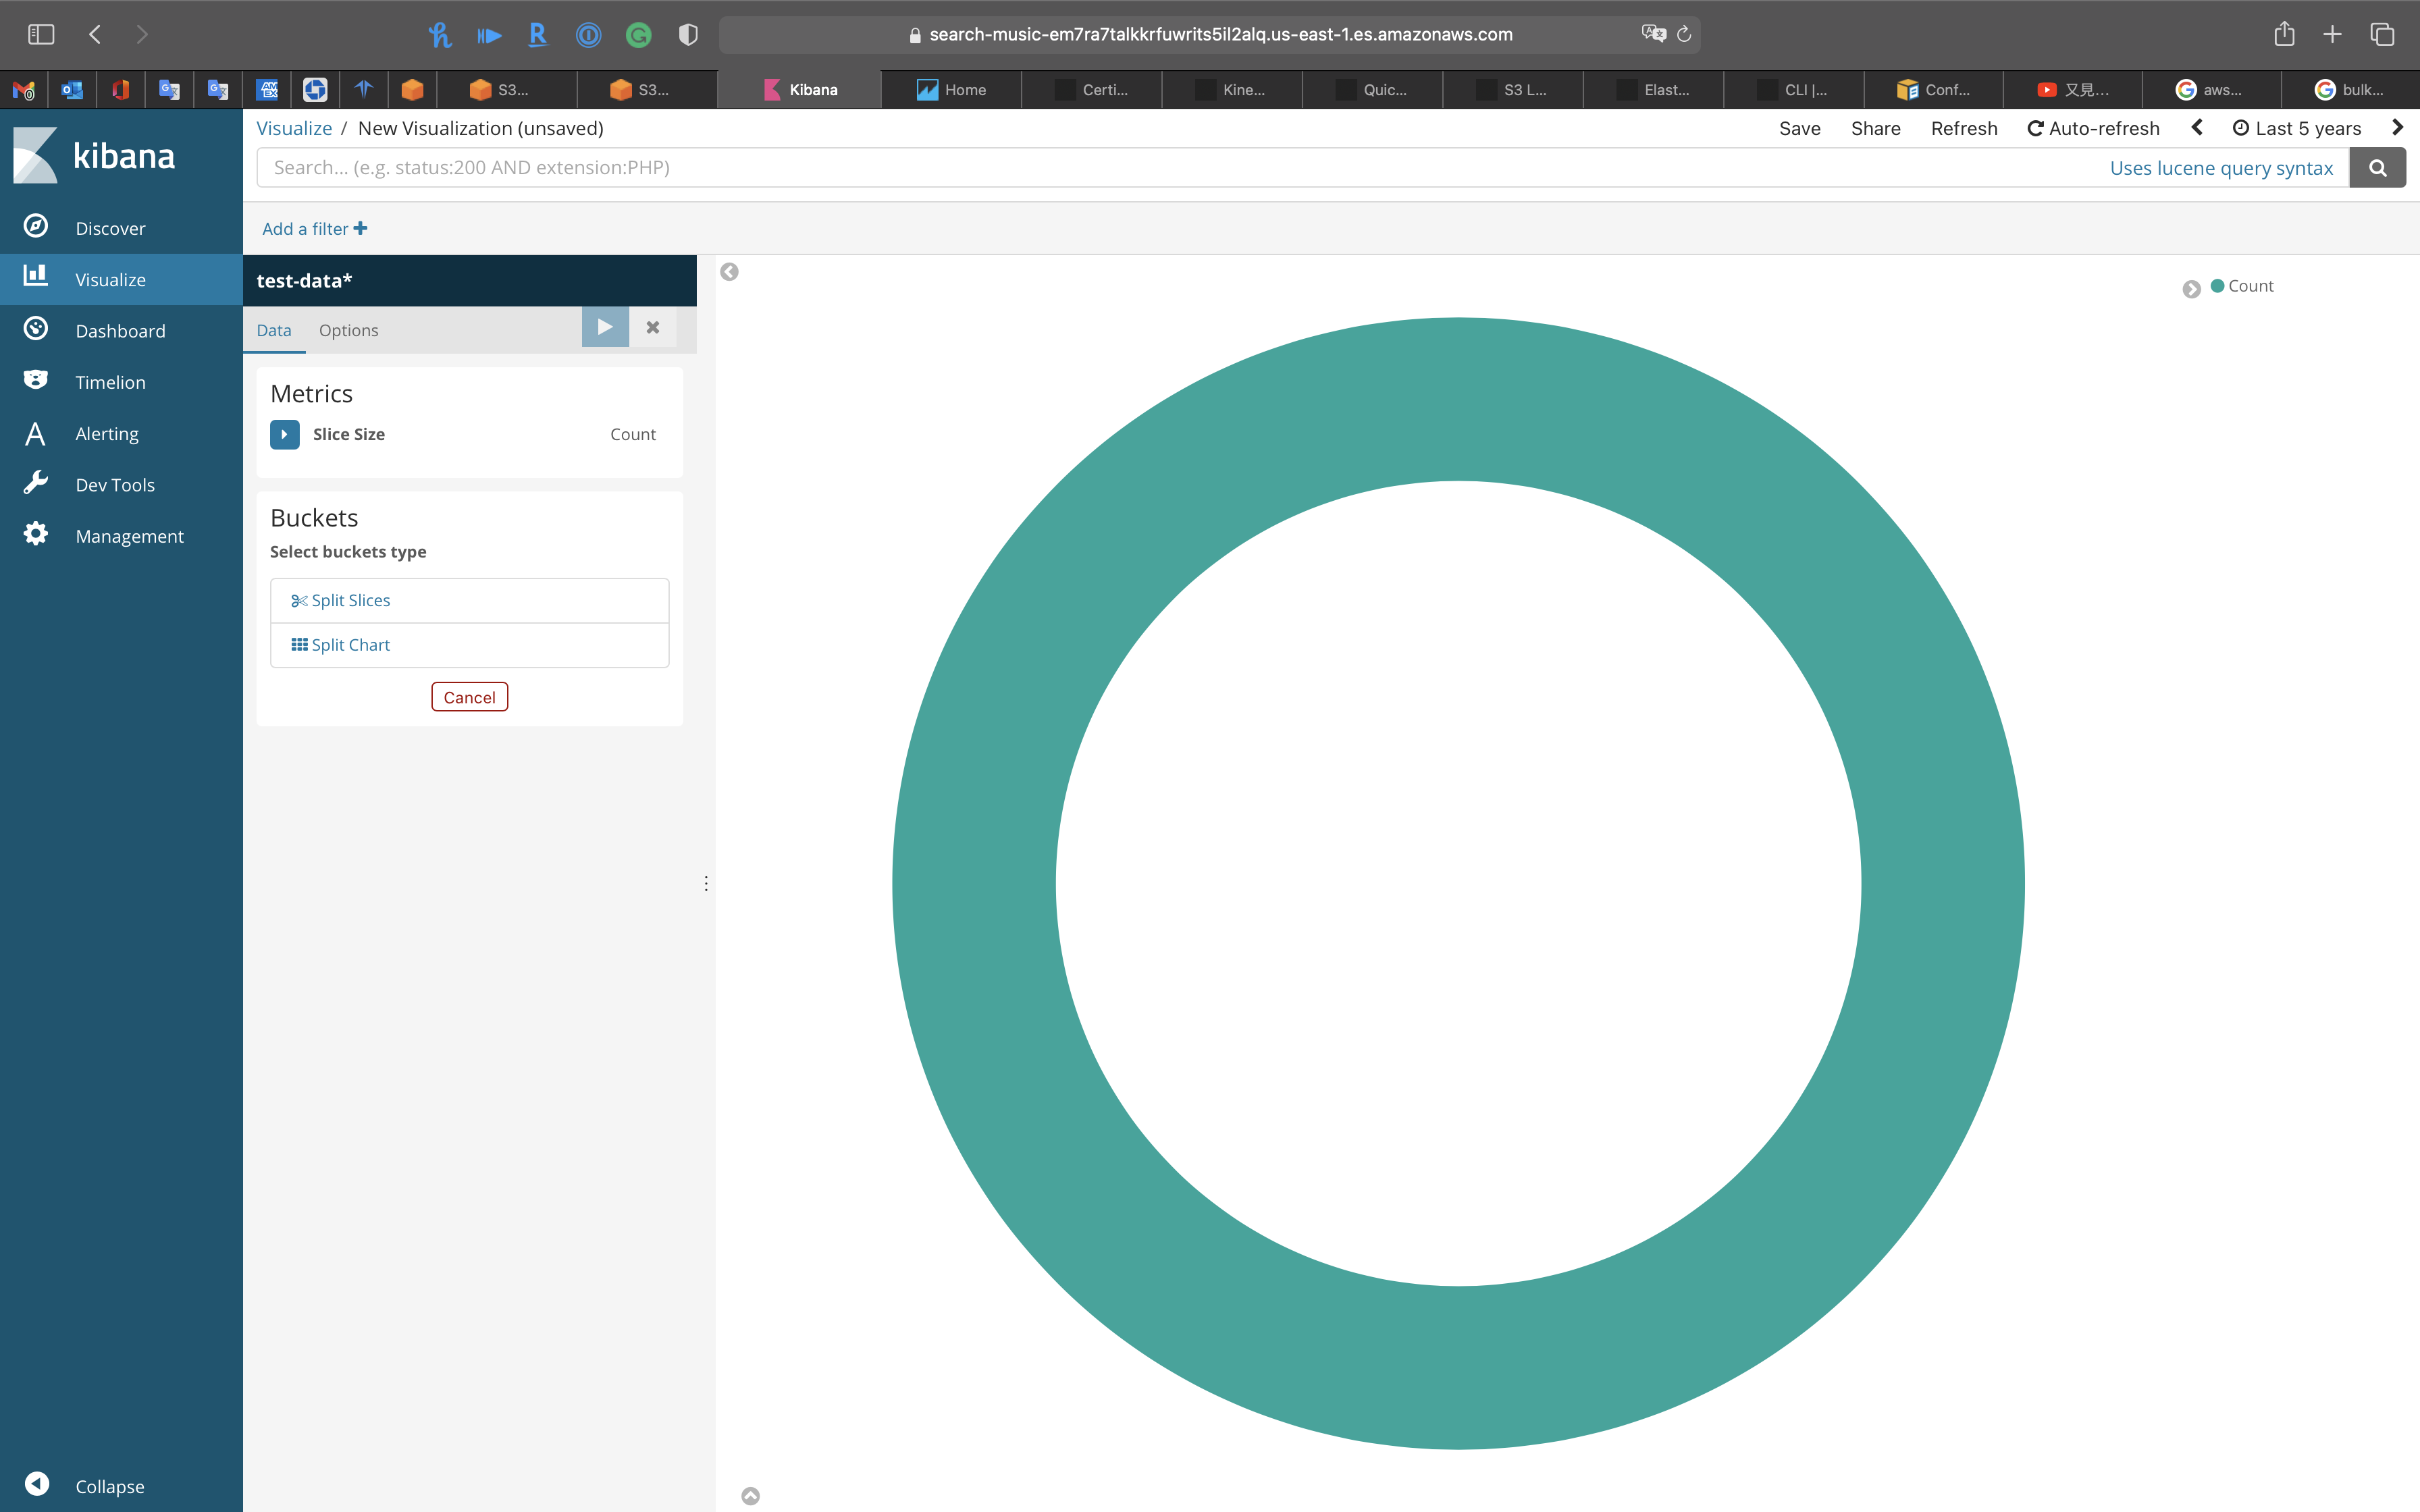 search-music-em7ra7talkkrfuwrits5il2alq.us-east-1.es.amazonaws.com
S3...
S3...
Kibana
Home
Certi...
Kine...
Quic...
S3 L...
Elast...
CLI |...
Conf...
又見...
aws...
bulk...
kibana
Discover
Visualize
Dashboard
Timelion
Alerting
Dev Tools
Management
Collapse
Visualize / New Visualization (unsaved)
Save
Share
Refresh
Auto-refresh
Last 5 years
Search... (e.g. status:200 AND extension:PHP)
Uses lucene query syntax
Add a filter
test-data*
Data
Options
Metrics
Slice Size
Count
Buckets
Select buckets type
Split Slices
Split Chart
Cancel
Count